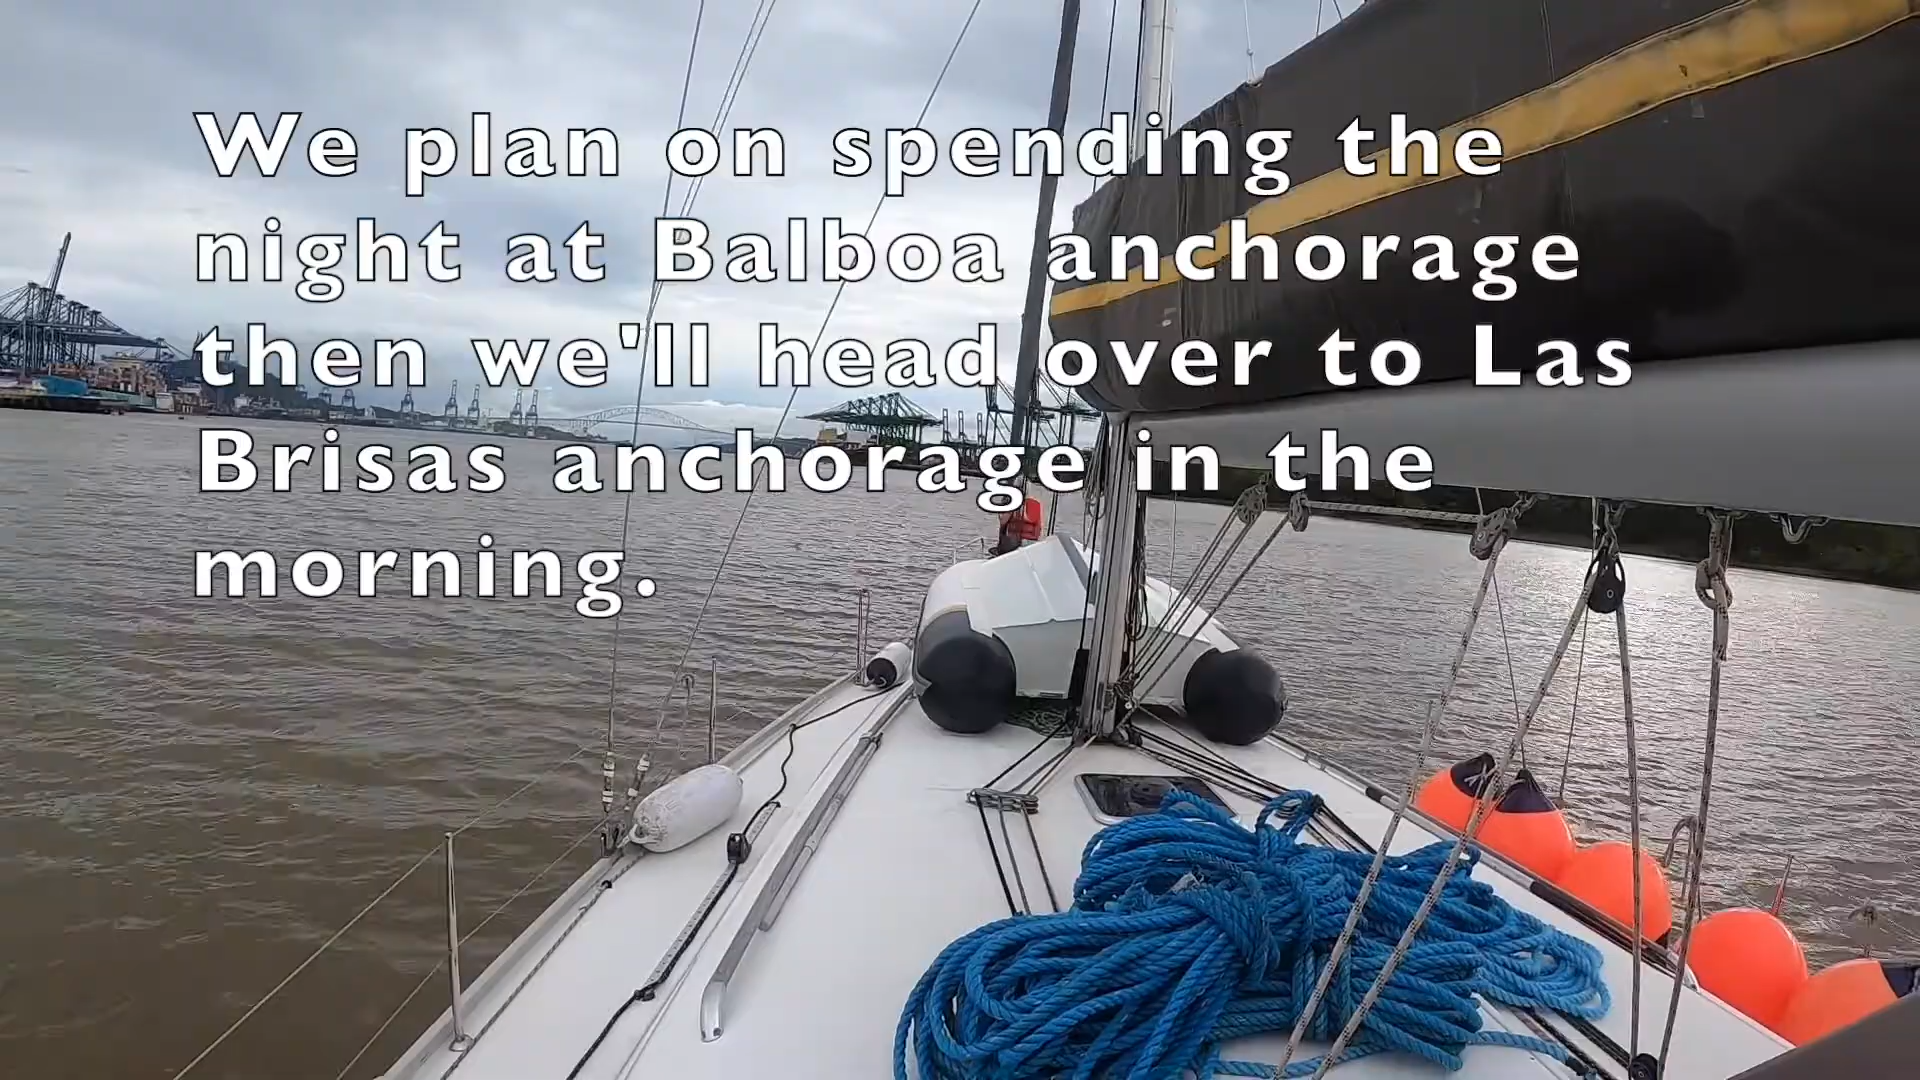 We plan on spending the
night at Balboa anchorage
then we'll head over to Las
Brisas anchorage in the
morning.